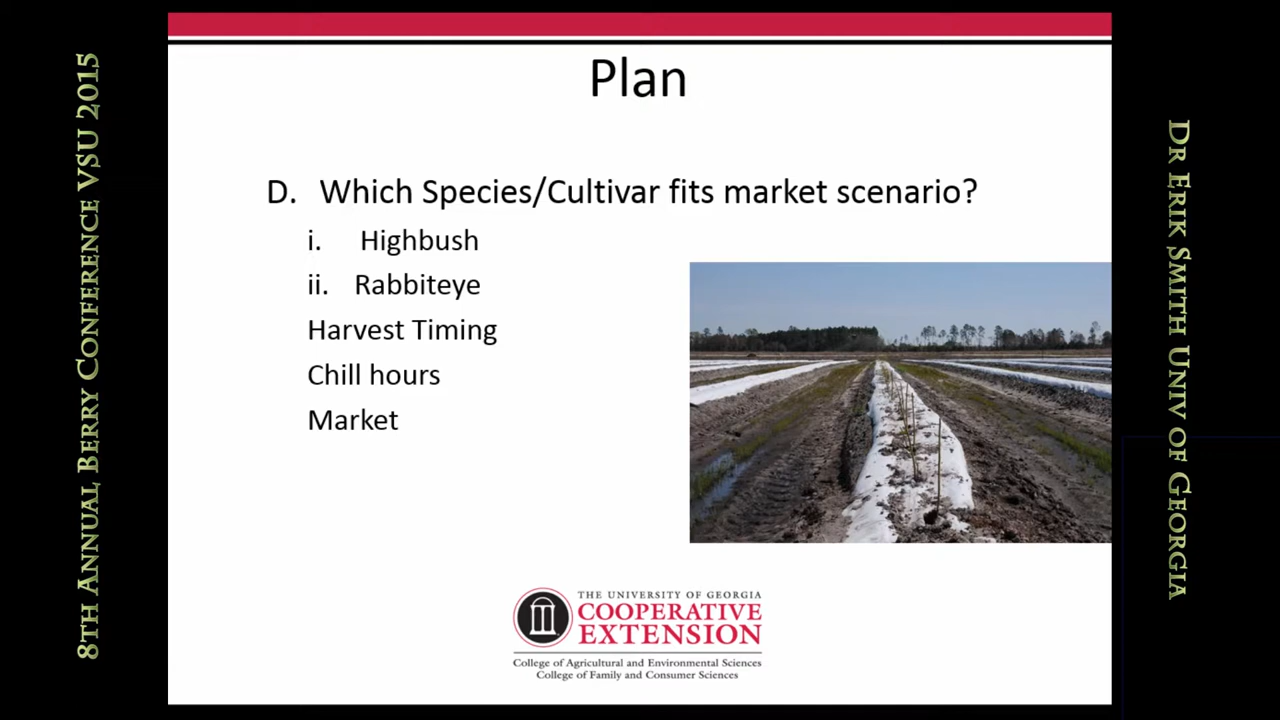 8th Annual Berry Conference VSU 2015
Plan
D. Which Species/Cultivar fits market scenario?
i. Highbush
ii. Rabbiteye
Harvest Timing
Chill hours
Market
THE UNIVERSITY OF GEORGIA
COOPERATIVE
EXTENSION
College of Agricultural and Environmental Sciences
College of Family and Consumer Sciences
Dr Erik Smith Univ of Georgia